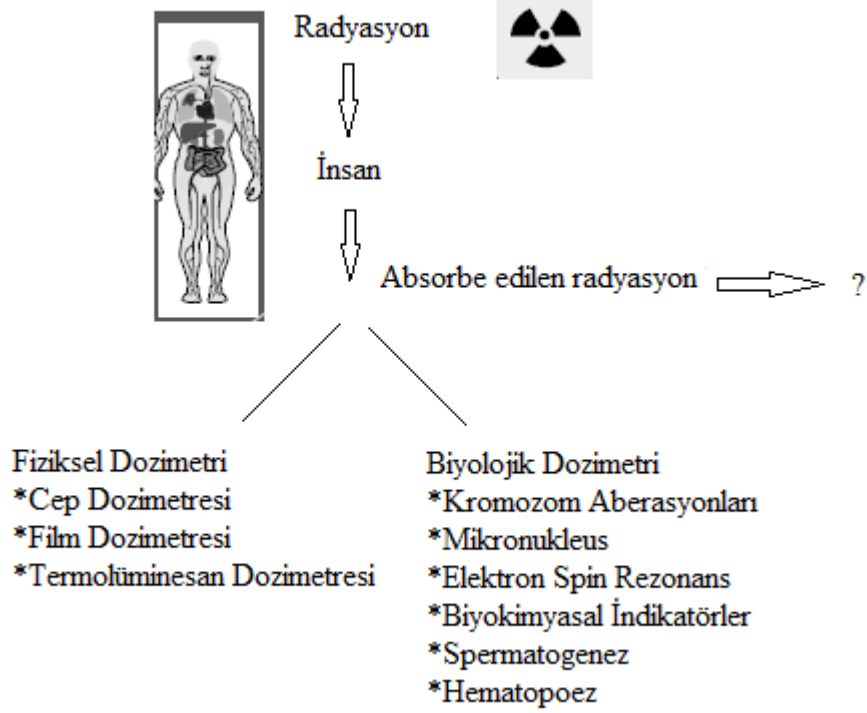 Radyasyon
İnsan
Absorbe edilen radyasyon
?
Fiziksel Dozimetri
*Cep Dozimetresi
*Film Dozimetresi
*Termolüminesan Dozimetresi
Biyolojik Dozimetri
*Kromozom Aberasyonları
*Mikronukleus
*Elektron Spin Rezonans
*Biyokimyasal İndikatörler
*Spermatogenez
*Hematopoez